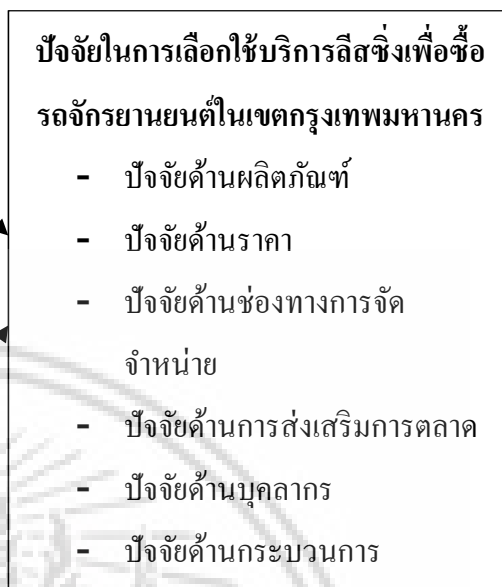 ปัจจัยในการเลือกใช้บริการลีสซิ่งเพื่อซื้อ
รถจักรยานยนต์ในเขตกรุงเทพมหานคร
- ปัจจัยด้านผลิตภัณฑ์
- ปัจจัยด้านราคา
- ปัจจัยด้านช่องทางการจัด
จำหน่าย
- ปัจจัยด้านการส่งเสริมการตลาด
- ปัจจัยด้านบุคลากร
- ปัจจัยด้านกระบวนการ